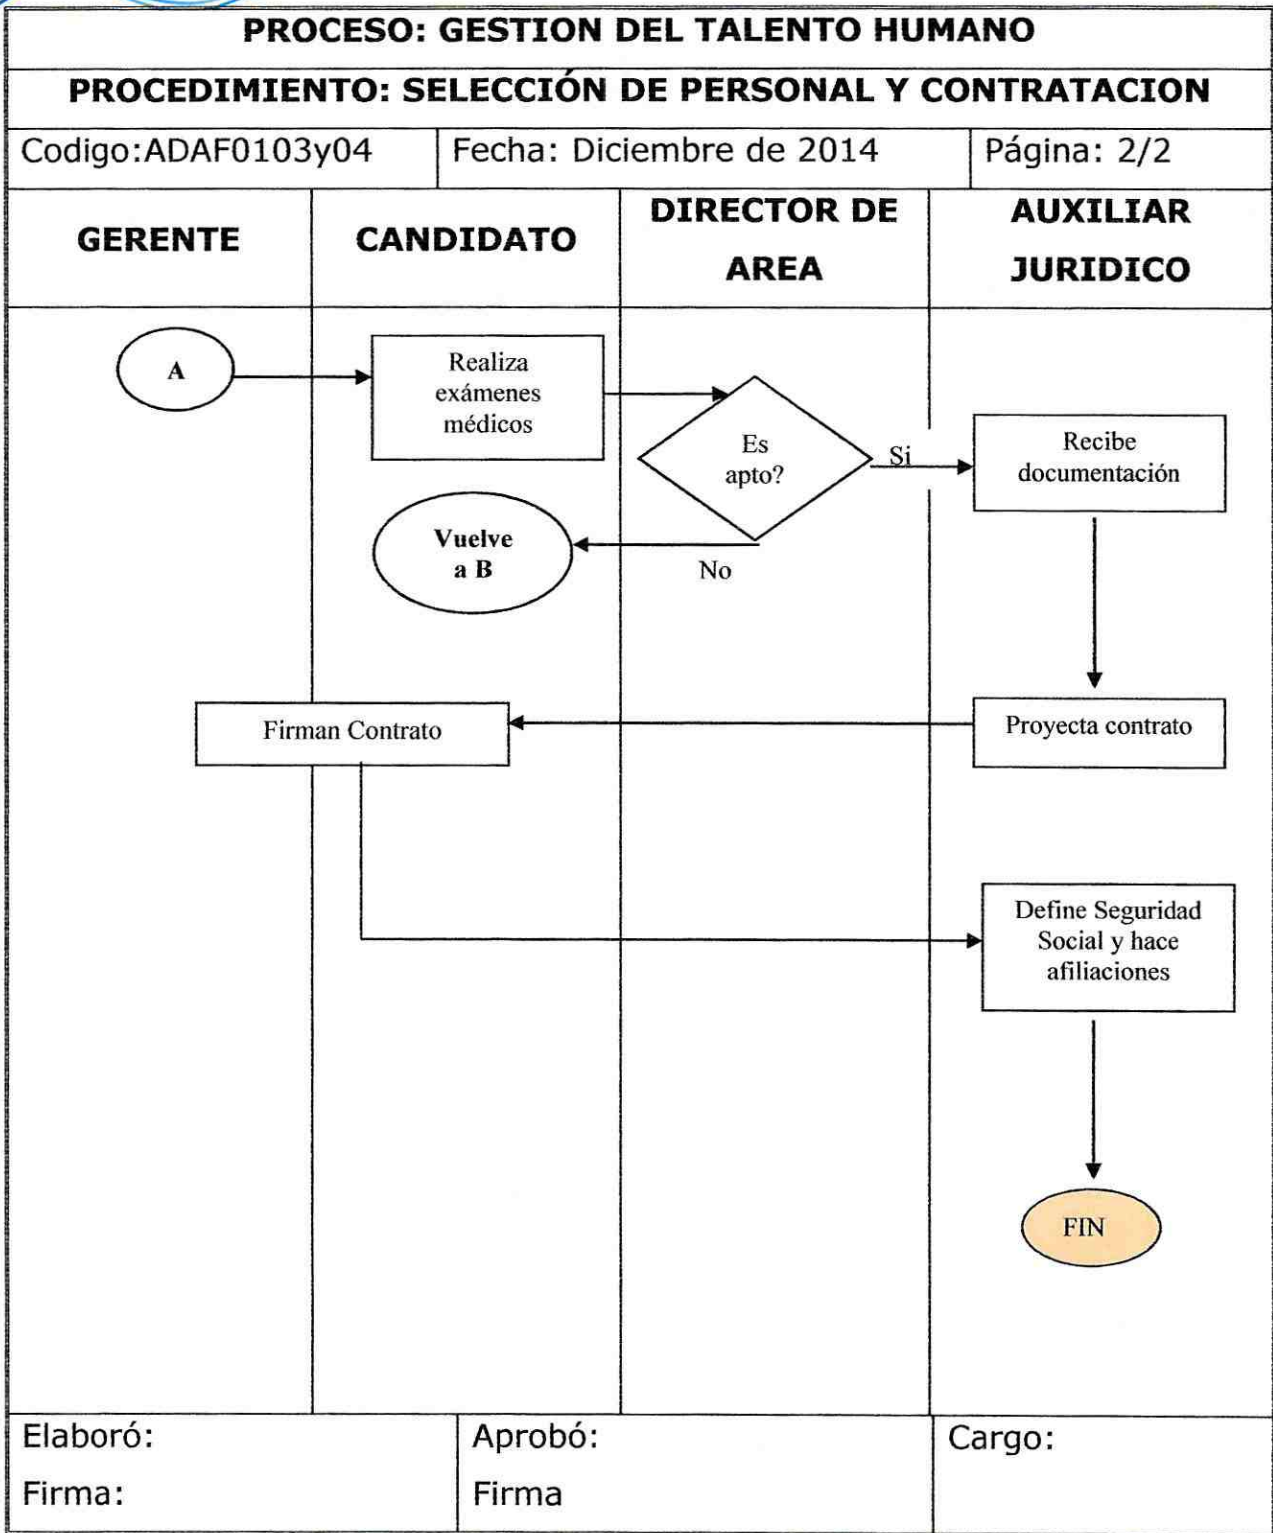 PROCESO: GESTION DEL TALENTO HUMANO
PROCEDIMIENTO: SELECCIÓN DE PERSONAL Y CONTRATACION
Codigo:ADAF0103y04
Fecha: Diciembre de 2014
Página: 2/2
GERENTE
CANDIDATO
DIRECTOR DE
AREA
AUXILIAR
JURIDICO
A
Realiza
exámenes
médicos
Es
apto?
Si
Recibe
documentación
Vuelve
a B
No
Firman Contrato
Proyecta contrato
Define Seguridad
Social y hace
afiliaciones
FIN
Elaboró:
Firma:
Aprobó:
Firma
Cargo: